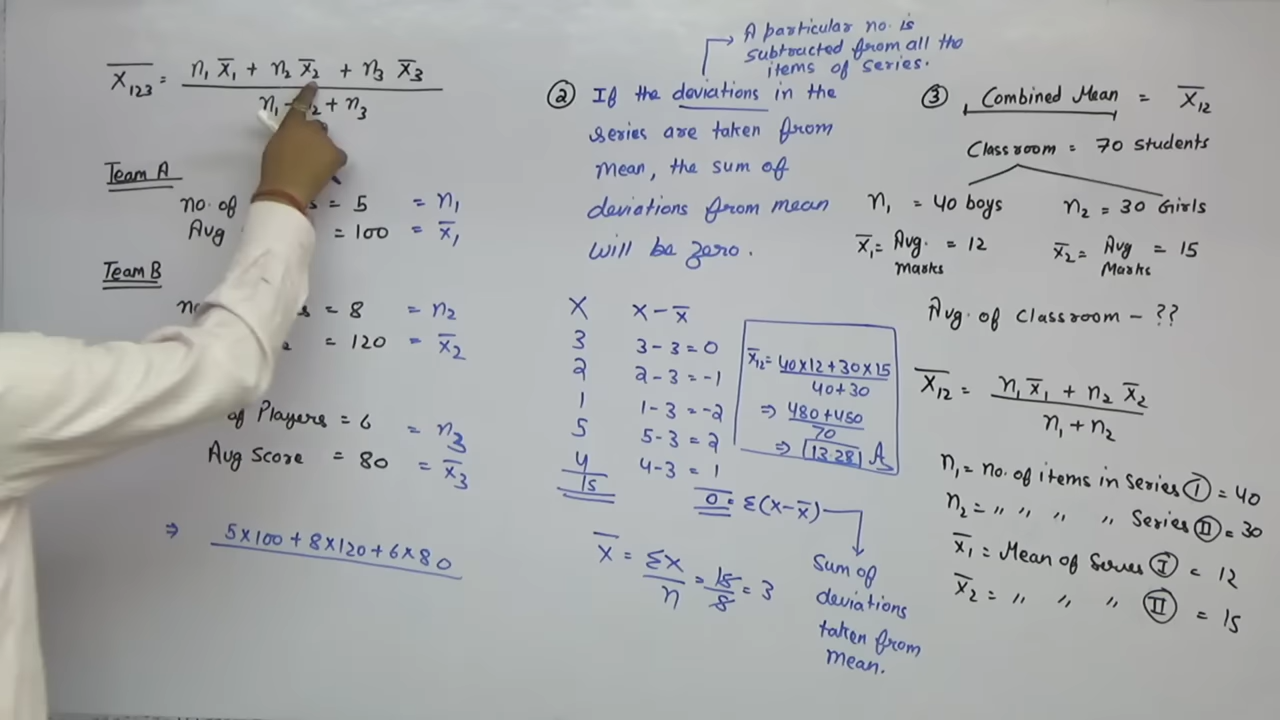 X̄₁₂₃ = n₁ x̄₁ + n₂ x̄₂ + n₃ x̄₃
n₁ + n₃
Team A
no. of = 5 = n₁
Avg = 100 = x̄₁
Team B
= 8 = n₂
= 120 = x̄₂
of Players = 6 = n₃
Avg Score = 80 = x̄₃
⇒ 5×100 + 8×120 + 6×80
A particular no. is
subtracted from all the
items of series.
② If the deviations in the
series are taken from
mean, the sum of
deviations from mean
will be zero.
X x - x̄
3 3 - 3 = 0
2 2 - 3 = -1
1 1 - 3 = -2
5 5 - 3 = 2
4 4 - 3 = 1
15 0 = Σ(x - x̄)
X̄ = Σx/n = 15/8 = 3
Sum of
deviations
taken from
mean.
x̄₁₂ = 40×12 + 30×15
40+30
⇒ 480+450
70
⇒ 13.28 A
③ Combined Mean = X̄₁₂
Classroom = 70 students
n₁ = 40 boys n₂ = 30 Girls
x̄₁ = Avg. Marks = 12 x̄₂ = Avg Marks = 15
Avg. of Classroom - ??
X̄₁₂ = n₁ x̄₁ + n₂ x̄₂
n₁ + n₂
n₁ = no. of items in series Ⅰ = 40
n₂ = " " " " Series Ⅱ = 30
x̄₁ = Mean of Series Ⅰ = 12
x̄₂ = " " " Ⅱ = 15